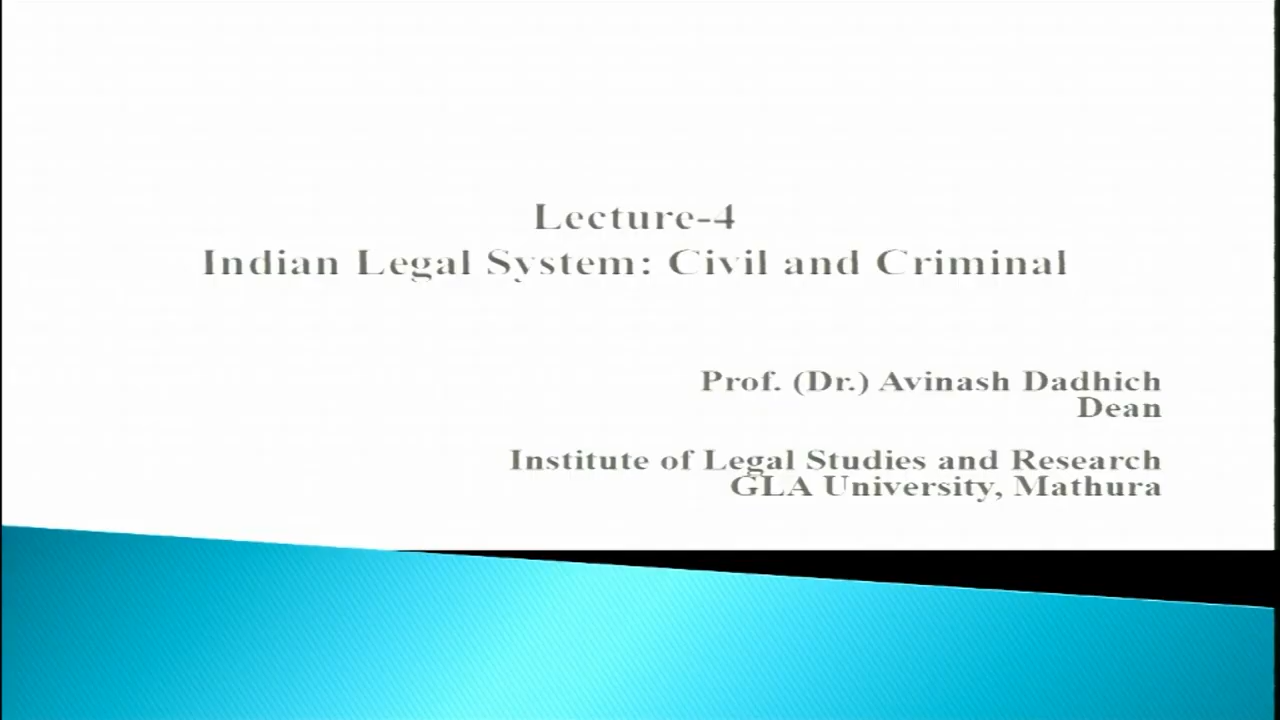 Lecture-4
Indian Legal System: Civil and Criminal
Prof. (Dr.) Avinash Dadhich
Dean
Institute of Legal Studies and Research
GLA University, Mathura